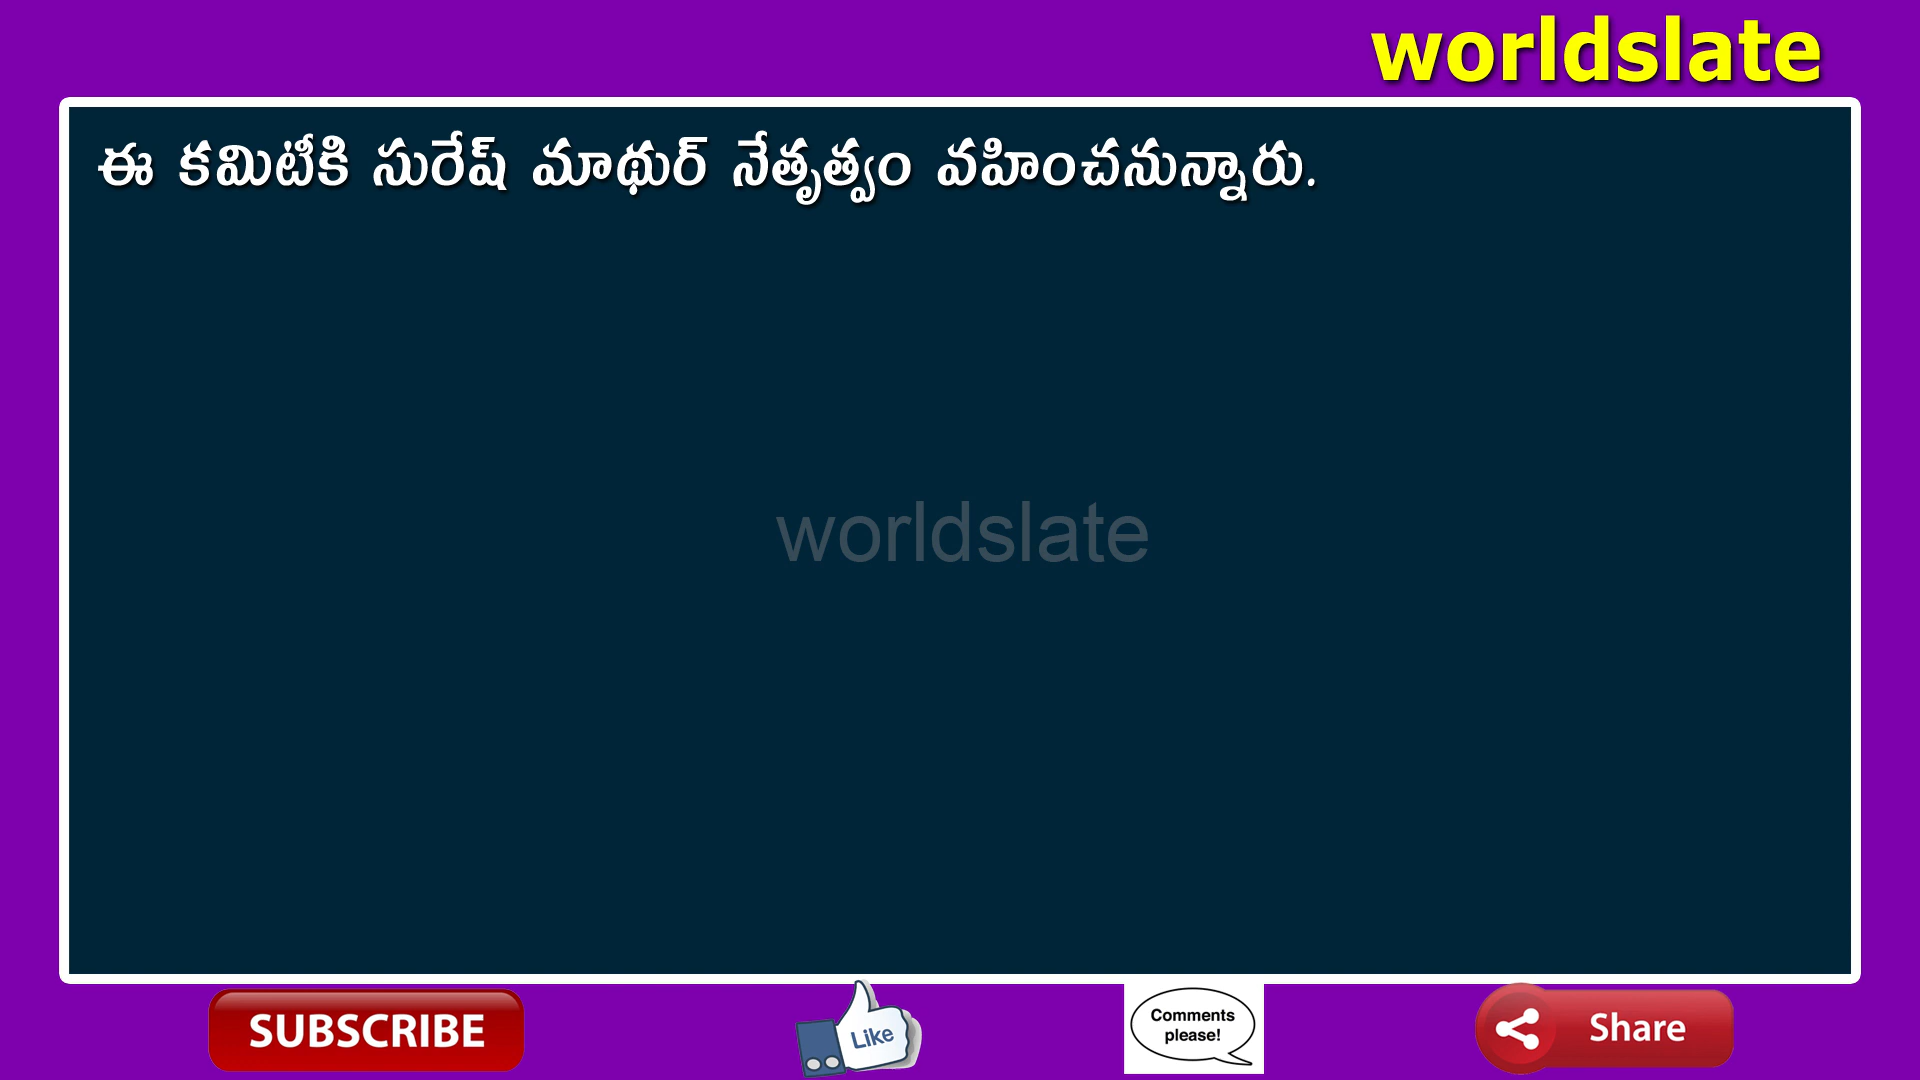 worldslate
ఈ కమిటీకి సురేష్ మాథుర్ నేతృత్వం వహించనున్నారు.
worldslate
SUBSCRIBE
Like
Comments
please!
Share